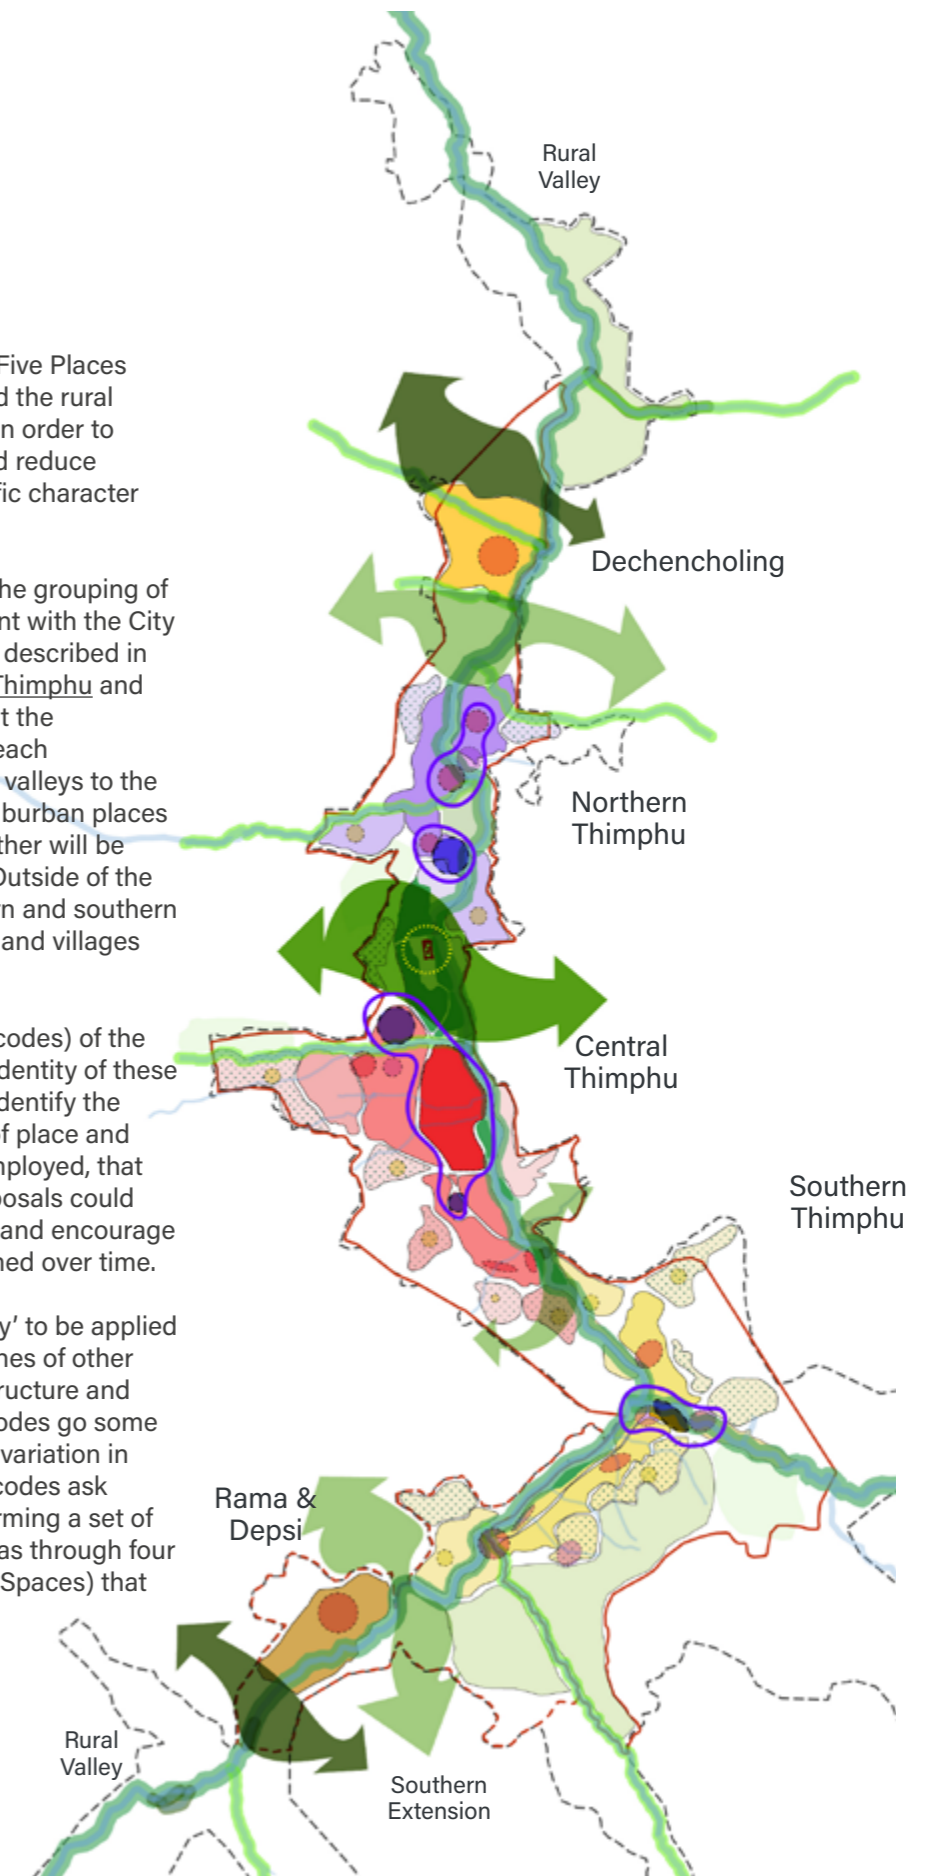 Five Places
d the rural
n order to
d reduce
fic character
he grouping of
nt with the City
described in
Thimphu and
t the
each
valleys to the
burban places
ther will be
Outside of the
rn and southern
and villages
codes) of the
dentity of these
dentify the
of place and
mployed, that
posals could
and encourage
ned over time.
y’ to be applied
nes of other
ructure and
odes go some
variation in
codes ask
rming a set of
as through four
Spaces) that
Rural
Valley
Dechencholing
Northern
Thimphu
Central
Thimphu
Southern
Thimphu
Rama &
Depsi
Rural
Valley
Southern
Extension